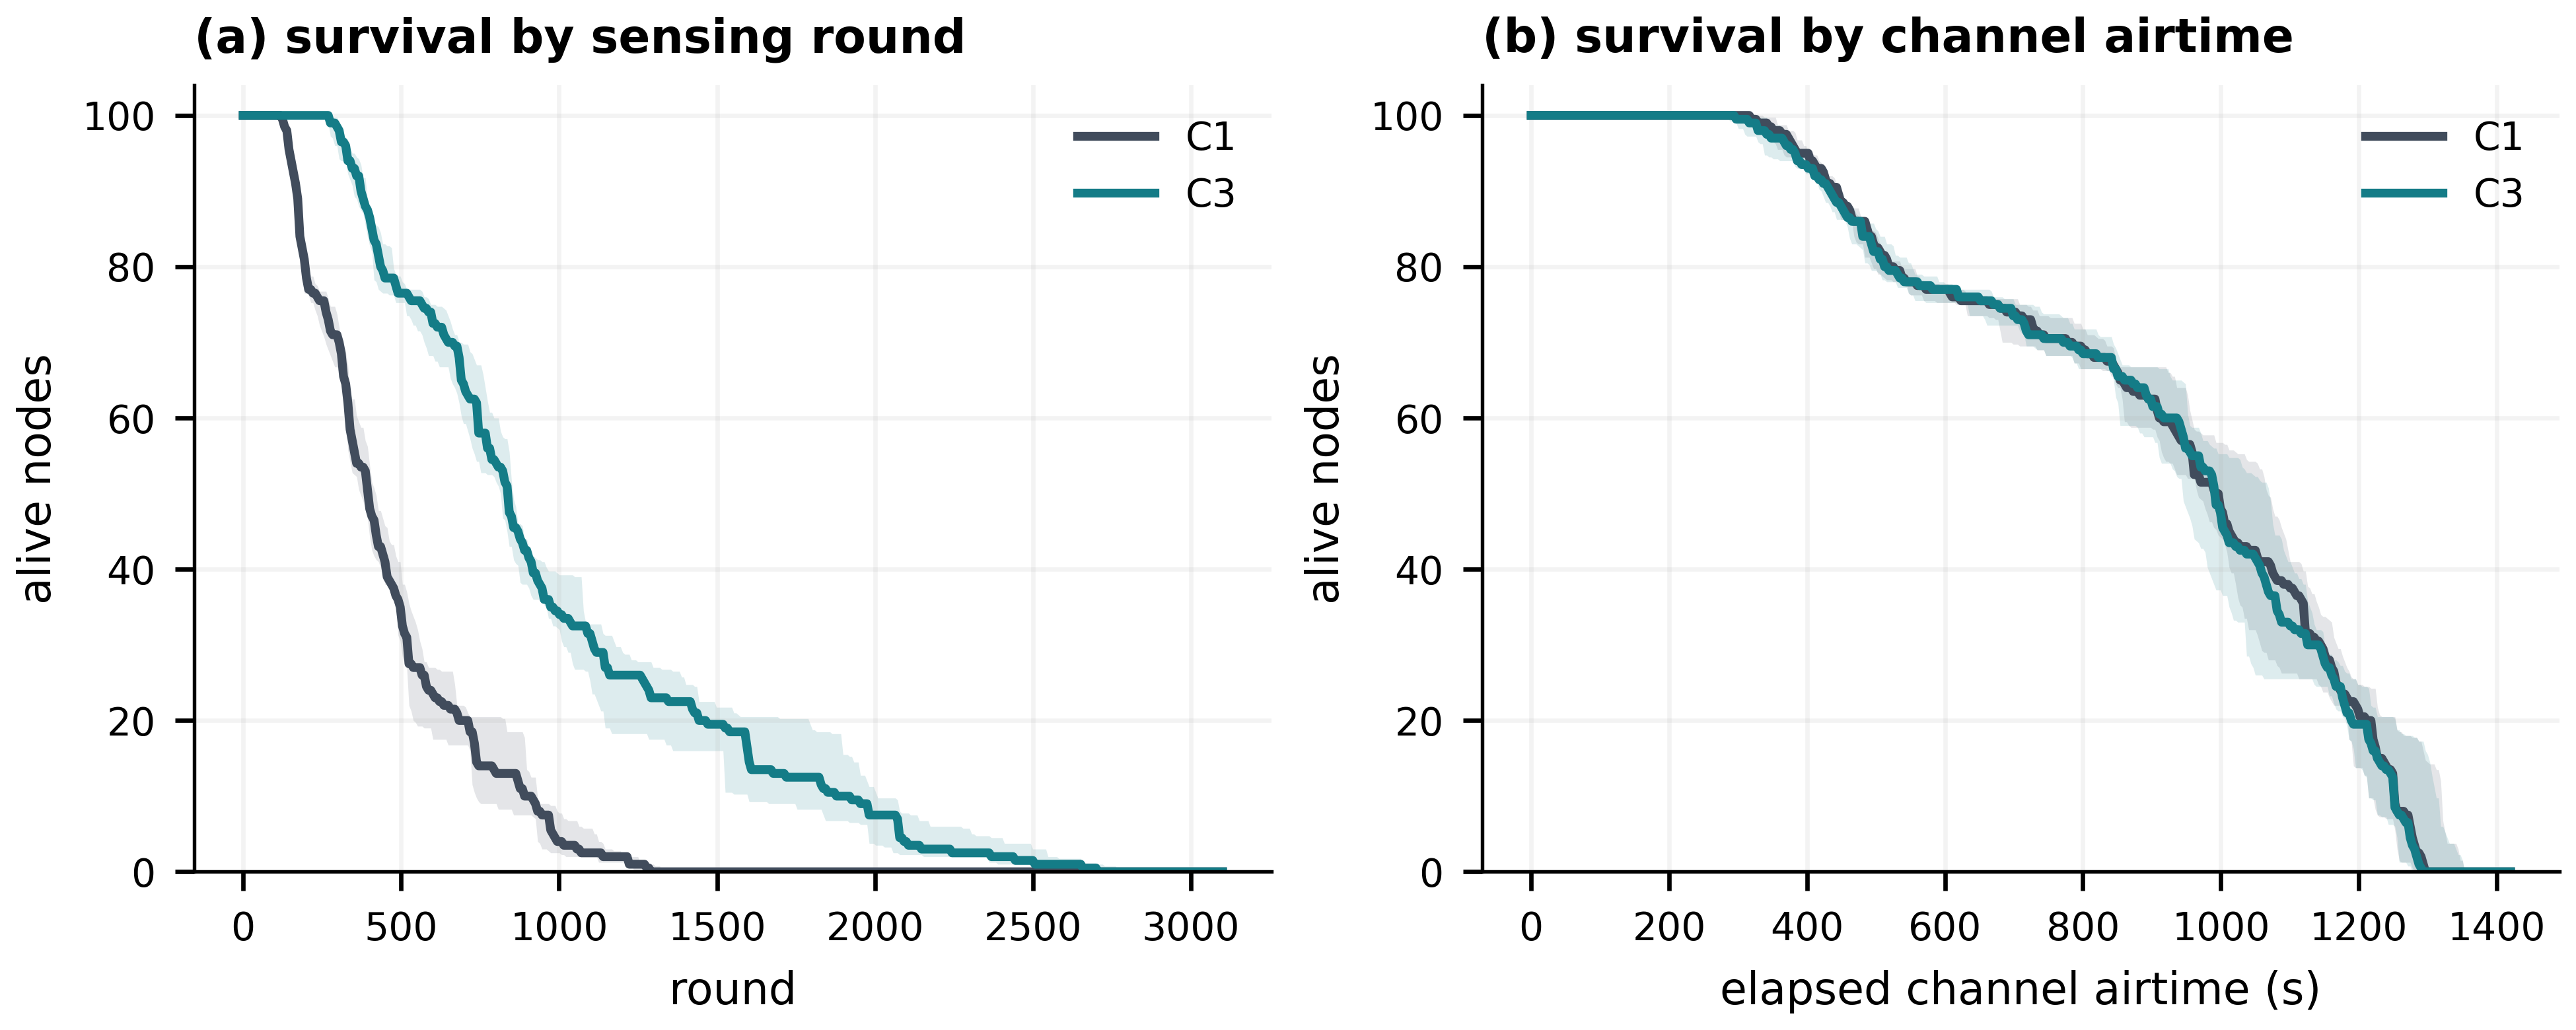 (a) survival by sensing round
100
80
60
40
20
0
alive nodes
C1
C3
0 500 1000 1500 2000 2500 3000
round
(b) survival by channel airtime
100
80
60
40
20
0
alive nodes
C1
C3
0 200 400 600 800 1000 1200 1400
elapsed channel airtime (s)